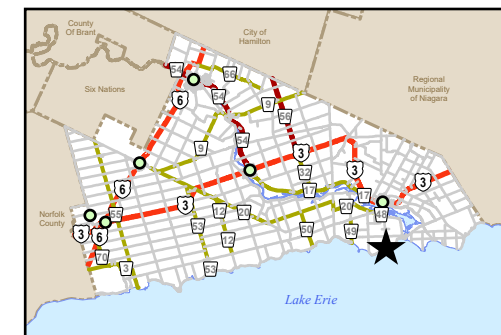 County
Of Brant
City of
Hamilton
Six Nations
Regional
Municipality
of Niagara
Norfolk
County
54
66
6
54
9
56
54
9
3
32
3
3
6
17
17
55
3
53
12
20
20
48
3
6
12
50
49
70
3
53
Lake Erie